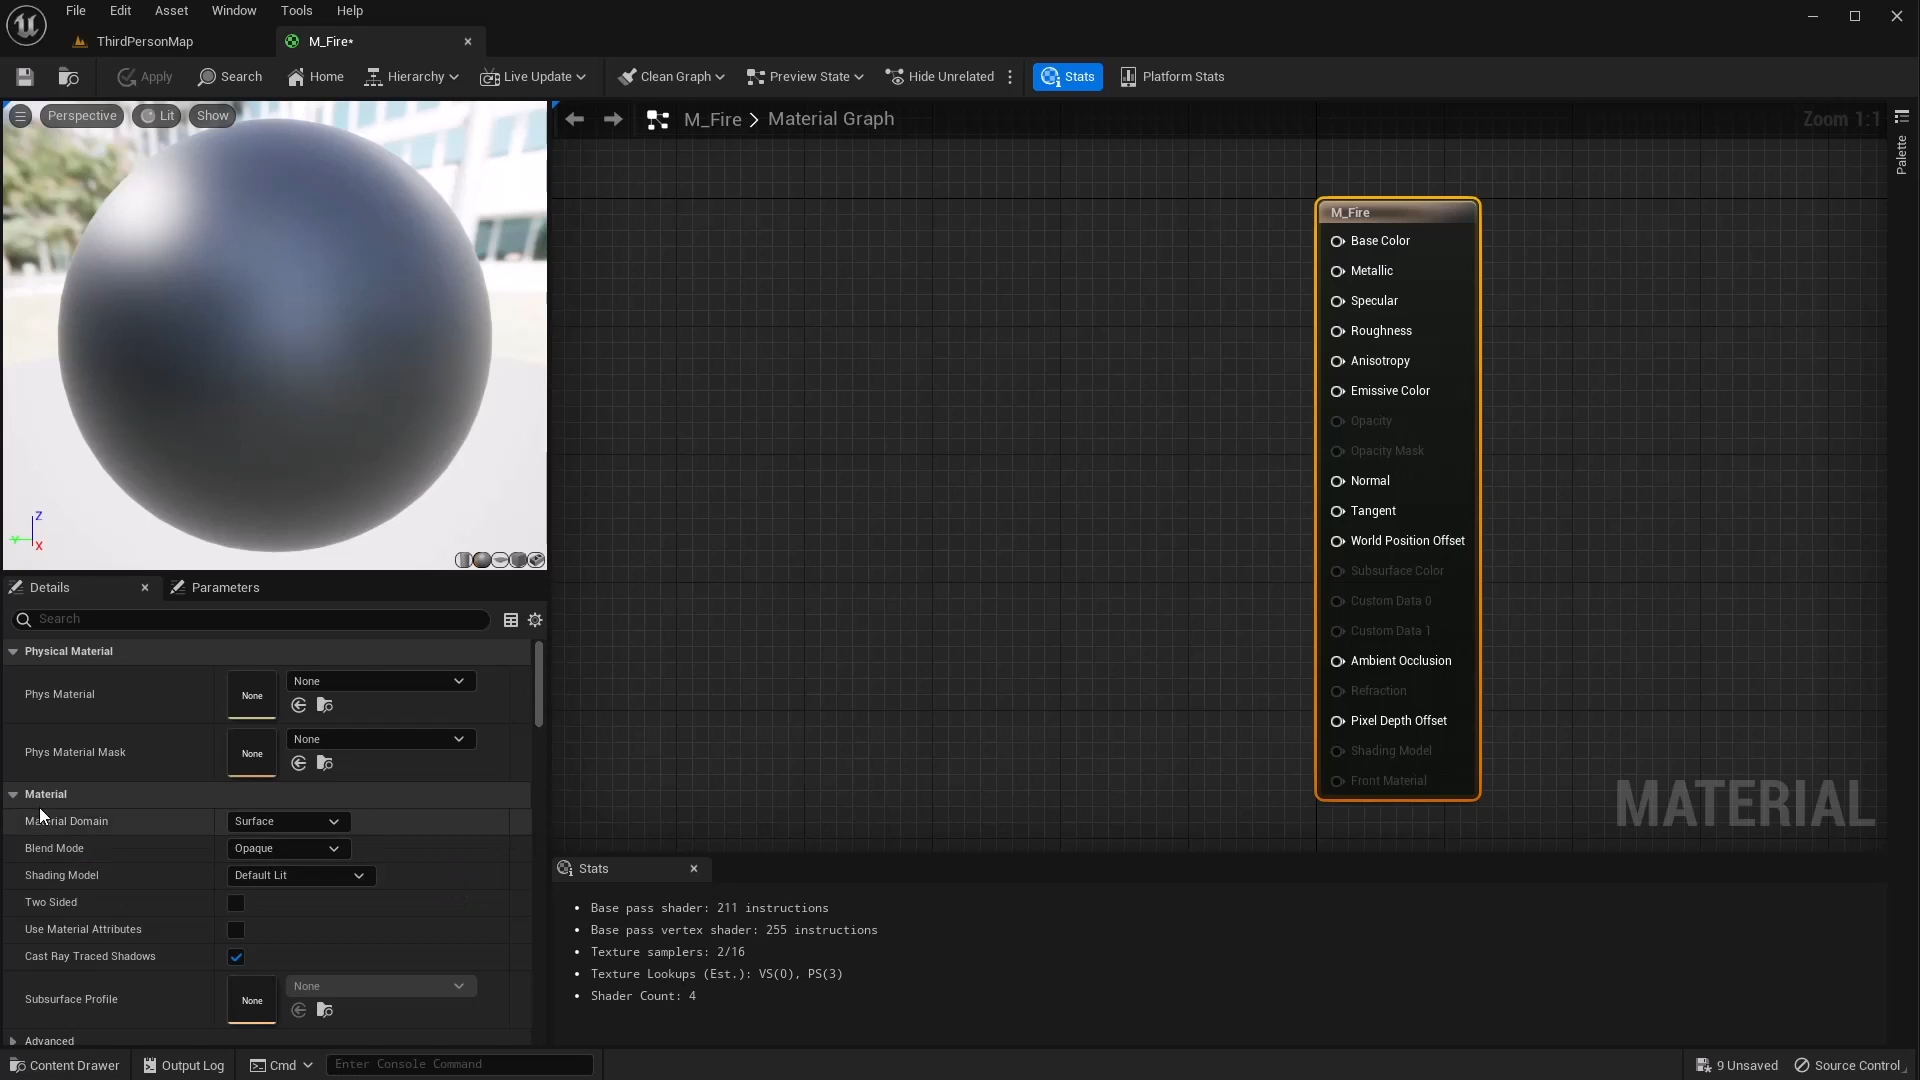 File Edit Asset Window Tools Help
ThirdPersonMap M_Fire*
Apply Search Home Hierarchy Live Update Clean Graph Preview State Hide Unrelated Stats Platform Stats
Perspective Lit Show
M_Fire > Material Graph Zoom 1:1
Palette
M_Fire
Base Color
Metallic
Specular
Roughness
Anisotropy
Emissive Color
Opacity
Opacity Mask
Normal
Tangent
World Position Offset
Subsurface Color
Custom Data 0
Custom Data 1
Ambient Occlusion
Refraction
Pixel Depth Offset
Shading Model
Front Material
MATERIAL
Z
Y
X
Details Parameters
Search
Physical Material
Phys Material None None
Phys Material Mask None None
Material
Material Domain Surface
Blend Mode Opaque
Shading Model Default Lit
Two Sided
Use Material Attributes
Cast Ray Traced Shadows
Subsurface Profile None None
Advanced
Stats
• Base pass shader: 211 instructions
• Base pass vertex shader: 255 instructions
• Texture samplers: 2/16
• Texture Lookups (Est.): VS(0), PS(3)
• Shader Count: 4
Content Drawer Output Log Cmd Enter Console Command 9 Unsaved Source Control